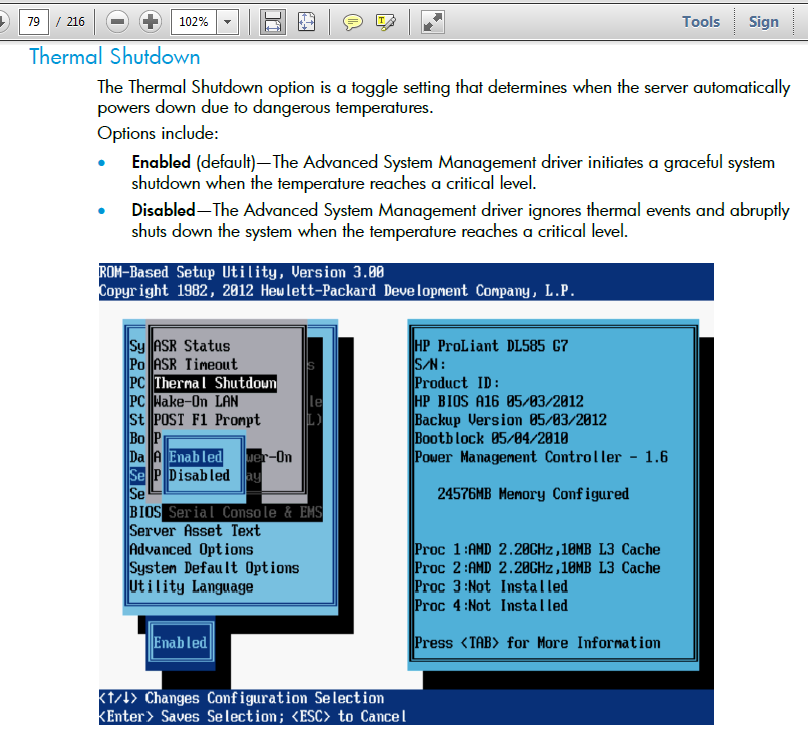 79 / 216 102% Tools Sign
Thermal Shutdown
The Thermal Shutdown option is a toggle setting that determines when the server automatically
powers down due to dangerous temperatures.
Options include:
• Enabled (default)—The Advanced System Management driver initiates a graceful system
shutdown when the temperature reaches a critical level.
• Disabled—The Advanced System Management driver ignores thermal events and abruptly
shuts down the system when the temperature reaches a critical level.
ROM-Based Setup Utility, Version 3.00
Copyright 1982, 2012 Hewlett-Packard Development Company, L.P.
Sy ASR Status
Po ASR Timeout s
PC Thermal Shutdown
PC Wake-On LAN le
St POST F1 Prompt L)
Bo P
Da A Enabled wer-On
Se P Disabled ay
Se
BIOS Serial Console & EMS
Server Asset Text
Advanced Options
System Default Options
Utility Language
Enabled
HP ProLiant DL585 G7
S/N:
Product ID:
HP BIOS A16 05/03/2012
Backup Version 05/03/2012
Bootblock 05/04/2010
Power Management Controller - 1.6
24576MB Memory Configured
Proc 1:AMD 2.20GHz,10MB L3 Cache
Proc 2:AMD 2.20GHz,10MB L3 Cache
Proc 3:Not Installed
Proc 4:Not Installed
Press <TAB> for More Information
<↑/↓> Changes Configuration Selection
<Enter> Saves Selection; <ESC> to Cancel